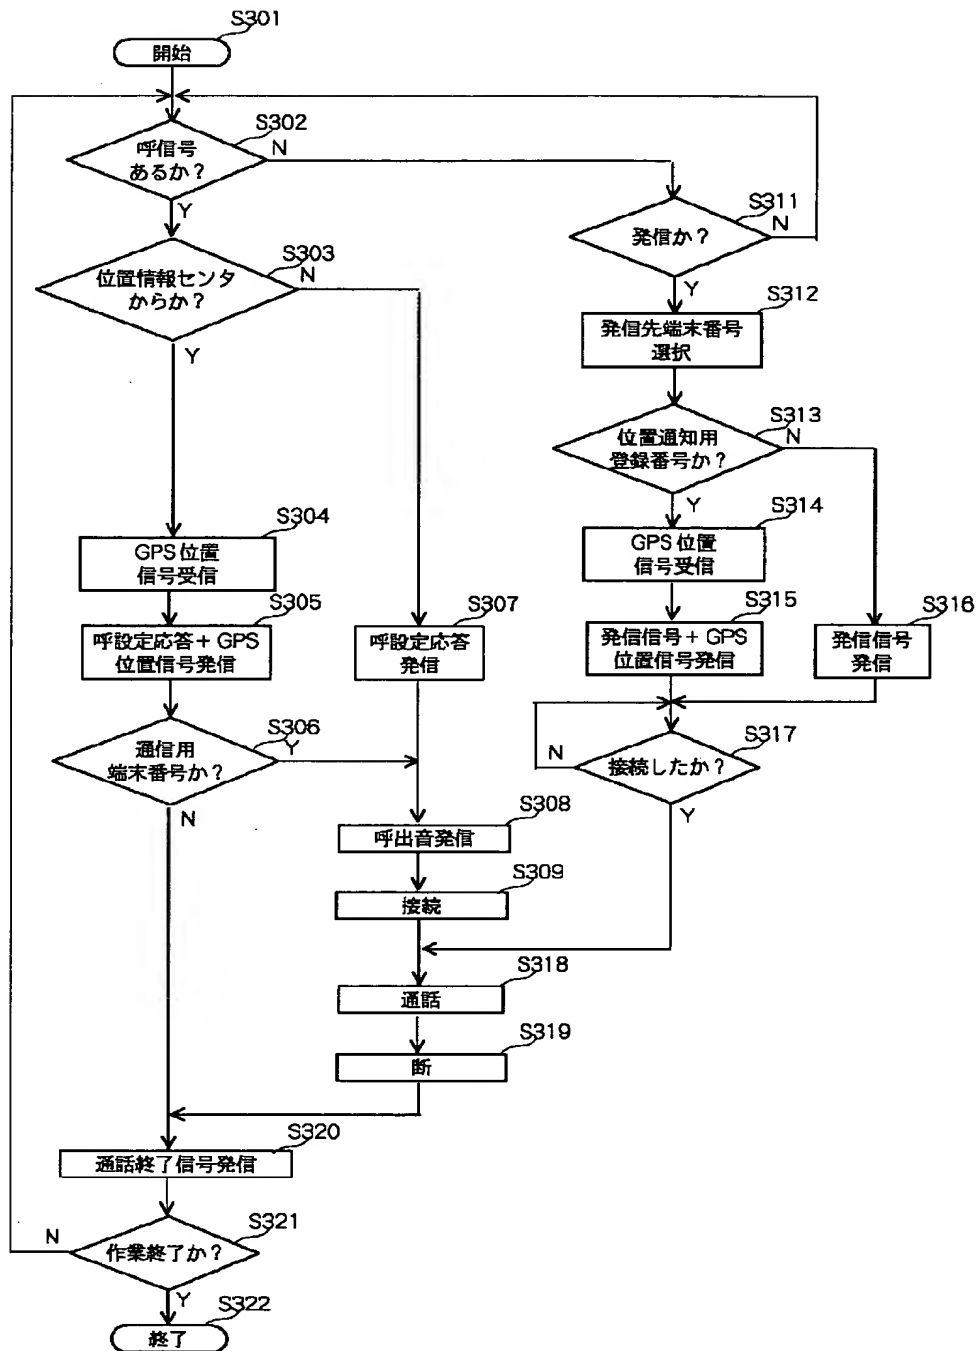 S301
開始
S302
呼信号
あるか？
N
Y
S311
発信か？
N
Y
S303
位置情報センタ
からか？
N
Y
S312
発信先端末番号
選択
S313
位置通知用
登録番号か？
N
Y
S304
GPS位置
信号受信
S314
GPS位置
信号受信
S305
呼設定応答＋GPS
位置信号発信
S307
呼設定応答
発信
S315
発信信号＋GPS
位置信号発信
S316
発信信号
発信
S306
通信用
端末番号か？
Y
N
S317
接続したか？
N
Y
S308
呼出音発信
S309
接続
S318
通話
S319
断
S320
通話終了信号発信
S321
作業終了か？
N
Y
S322
終了